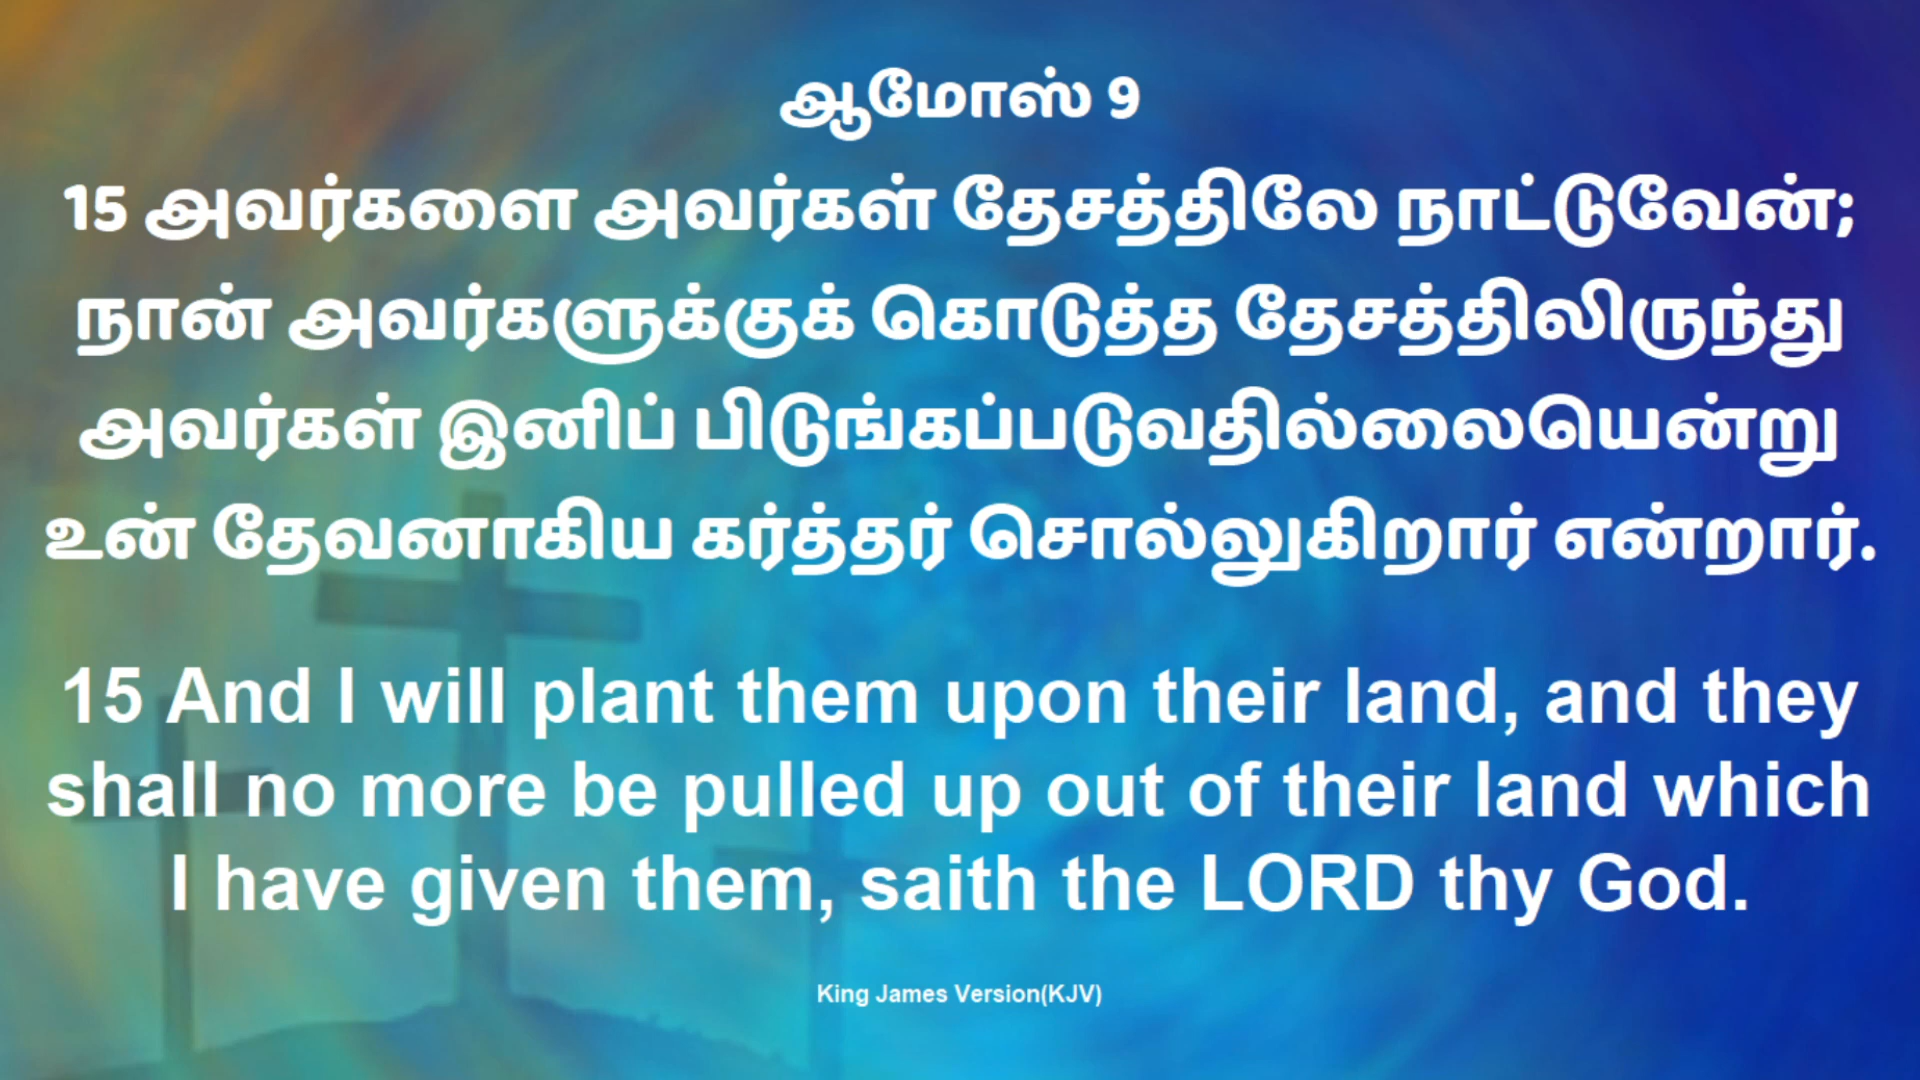 ஆமோஸ் 9
15 அவர்களை அவர்கள் தேசத்திலே நாட்டுவேன்;
நான் அவர்களுக்குக் கொடுத்த தேசத்திலிருந்து
அவர்கள் இனிப் பிடுங்கப்படுவதில்லையென்று
உன் தேவனாகிய கர்த்தர் சொல்லுகிறார் என்றார்.
15 And I will plant them upon their land, and they
shall no more be pulled up out of their land which
I have given them, saith the LORD thy God.
King James Version(KJV)